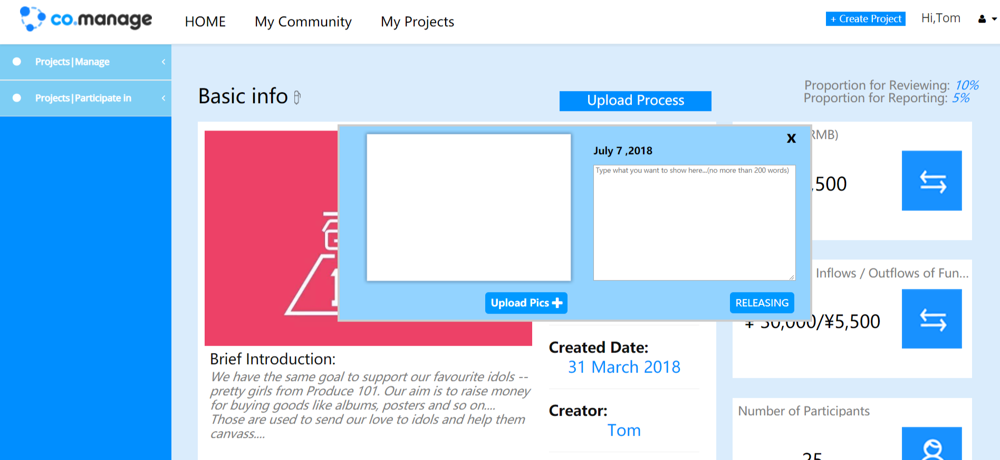 co.manage
HOME
My Community
My Projects
+ Create Project
Hi,Tom
Projects|Manage
Projects|Participate in
Basic info
Upload Process
Proportion for Reviewing: 10%
Proportion for Reporting: 5%
X
July 7 ,2018
Type what you want to show here...(no more than 200 words)
Upload Pics
RELEASING
RMB)
,500
Inflows / Outflows of Fun...
¥ 30,000/¥5,500
Number of Participants
25
Brief Introduction:
We have the same goal to support our favourite idols --
pretty girls from Produce 101. Our aim is to raise money
for buying goods like albums, posters and so on....
Those are used to send our love to idols and help them
canvass....
Created Date:
31 March 2018
Creator:
Tom